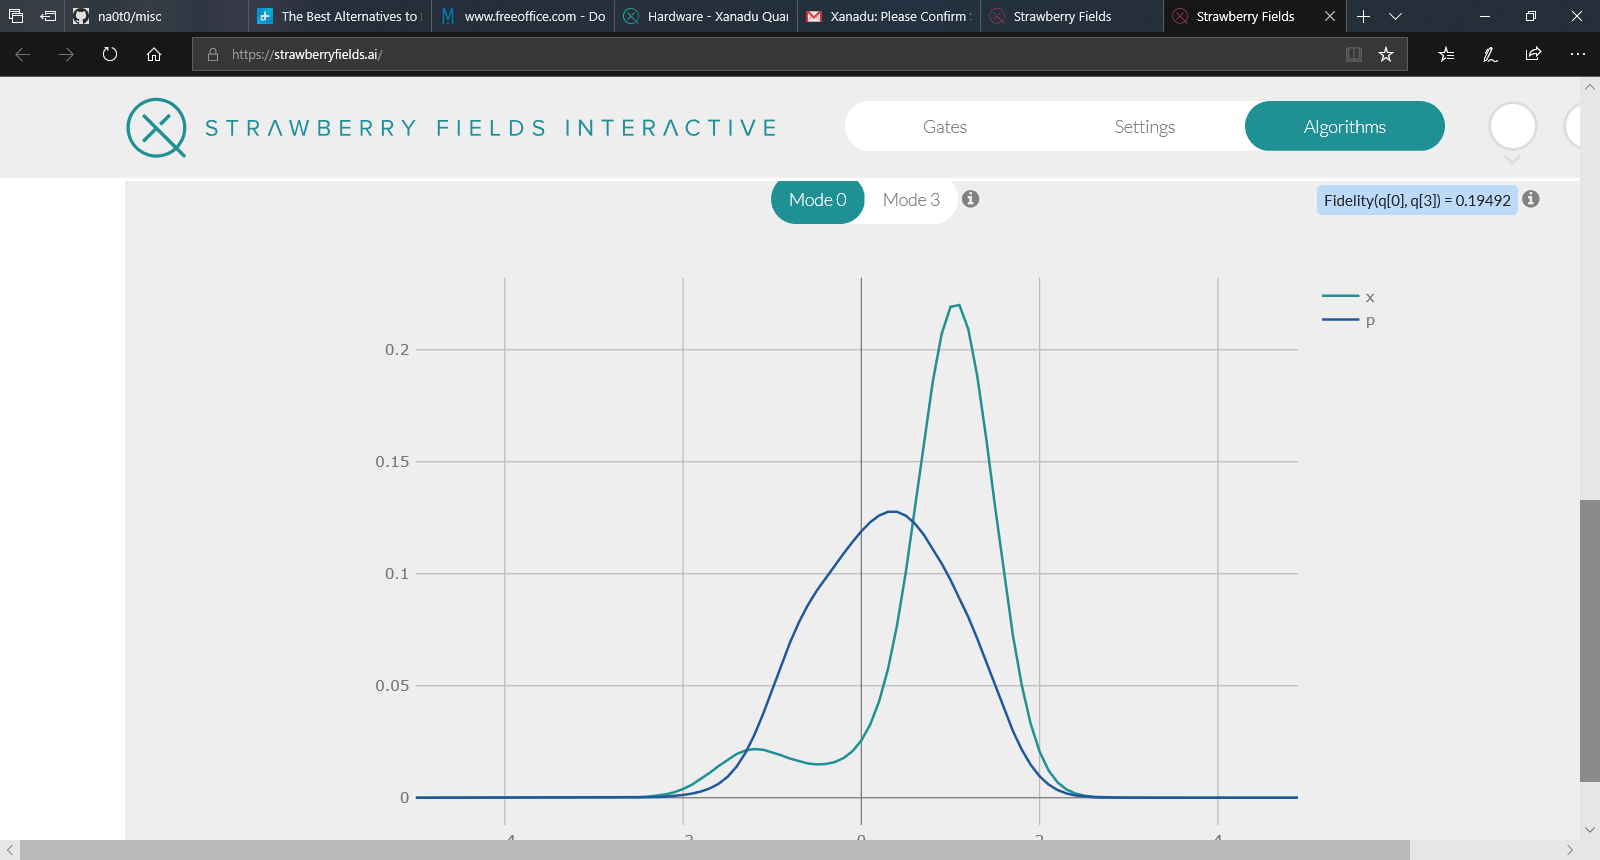 na0t0/misc
The Best Alternatives to
www.freeoffice.com - Do
Hardware - Xanadu Qua
Xanadu: Please Confirm
Strawberry Fields
Strawberry Fields
https://strawberryfields.ai/
STRAWBERRY FIELDS INTERACTIVE
Gates
Settings
Algorithms
Mode 0
Mode 3
Fidelity(q[0], q[3]) = 0.19492
x
p
0.2
0.15
0.1
0.05
0